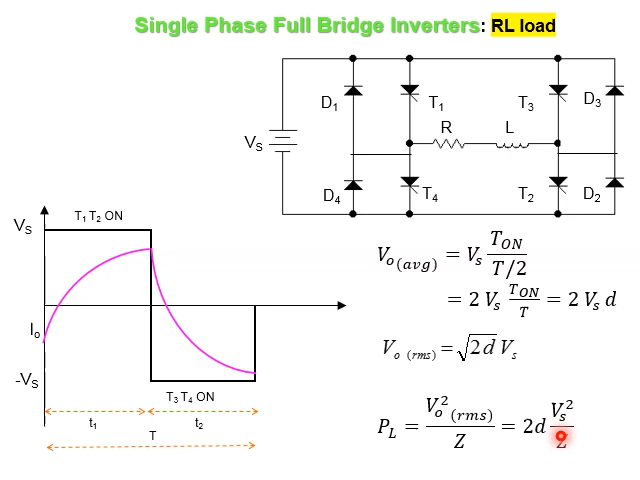 Single Phase Full Bridge Inverters: RL load
D1 T1 T3 D3
R L
VS
D4 T4 T2 D2
VS T1 T2 ON
Io
-VS
T3 T4 ON
t1 t2
T
Vo(avg) = Vs TON / T/2
= 2 Vs TON/T = 2 Vs d
Vo (rms) = √2d Vs
PL = Vo²(rms) / Z = 2d Vs² / Z